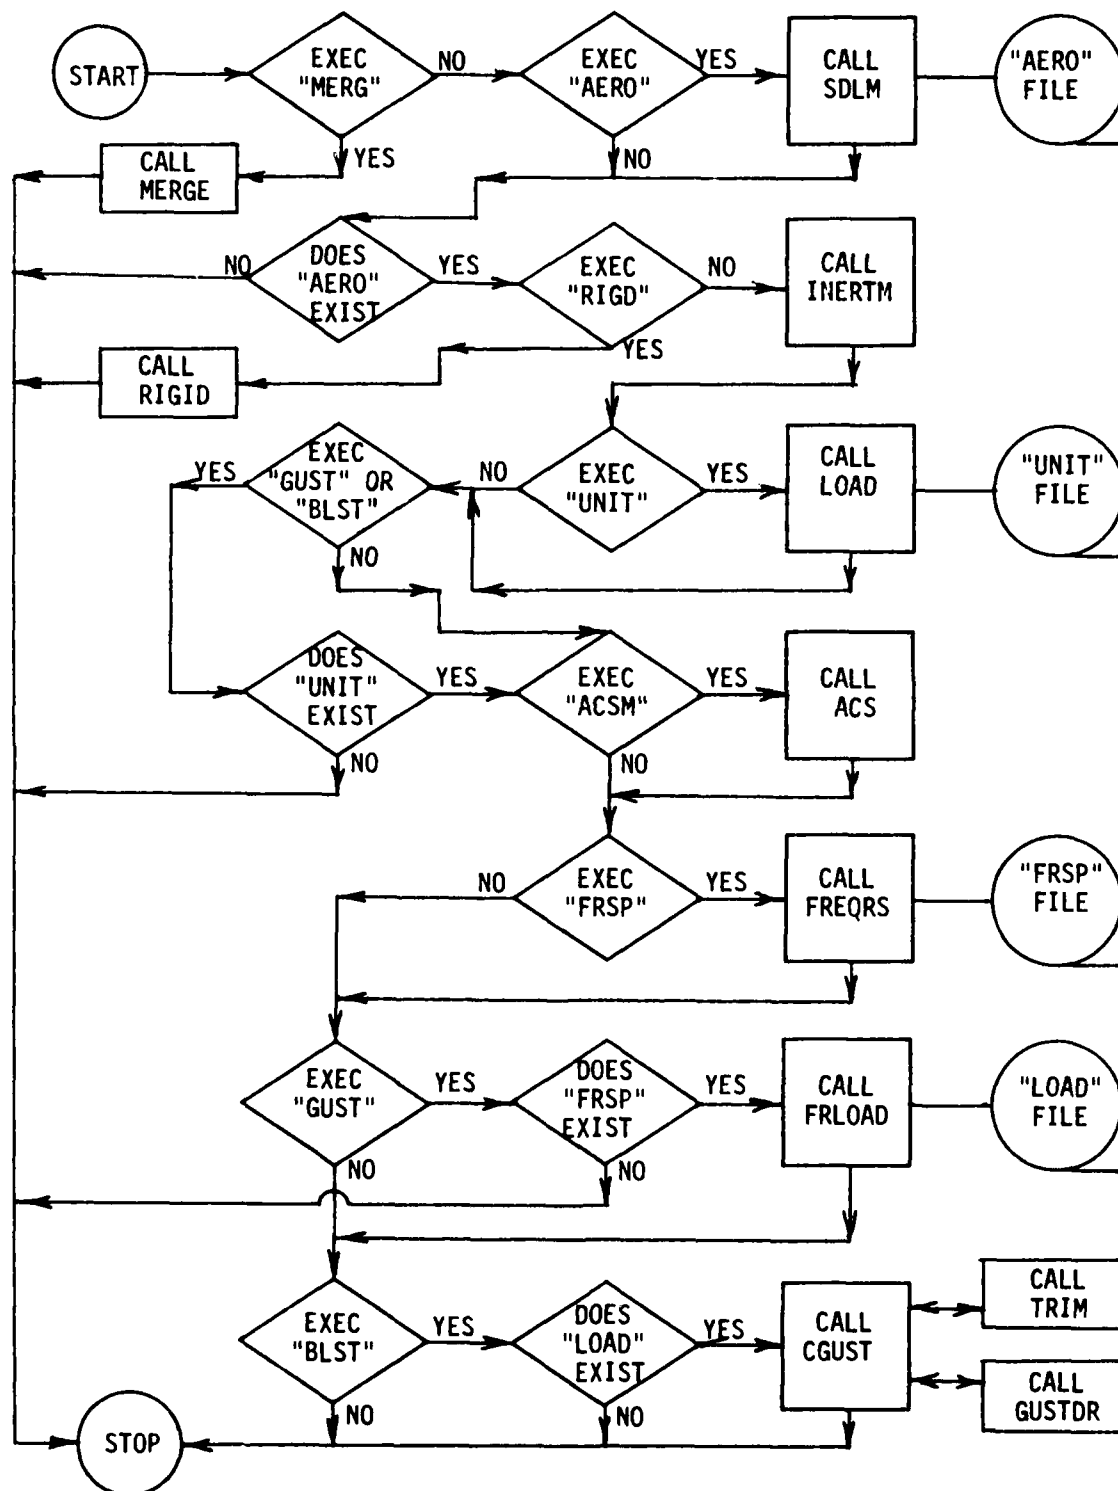 START
EXEC
"MERG"
NO
EXEC
"AERO"
YES
CALL
SDLM
"AERO"
FILE
YES
NO
CALL
MERGE
NO
DOES
"AERO"
EXIST
YES
EXEC
"RIGD"
NO
CALL
INERTM
YES
CALL
RIGID
YES
EXEC
"GUST" OR
"BLST"
NO
EXEC
"UNIT"
YES
CALL
LOAD
"UNIT"
FILE
NO
DOES
"UNIT"
EXIST
YES
EXEC
"ACSM"
YES
CALL
ACS
NO
NO
NO
EXEC
"FRSP"
YES
CALL
FREQRS
"FRSP"
FILE
EXEC
"GUST"
YES
DOES
"FRSP"
EXIST
YES
CALL
FRLOAD
"LOAD"
FILE
NO
NO
EXEC
"BLST"
YES
DOES
"LOAD"
EXIST
YES
CALL
CGUST
CALL
TRIM
CALL
GUSTDR
NO
NO
STOP